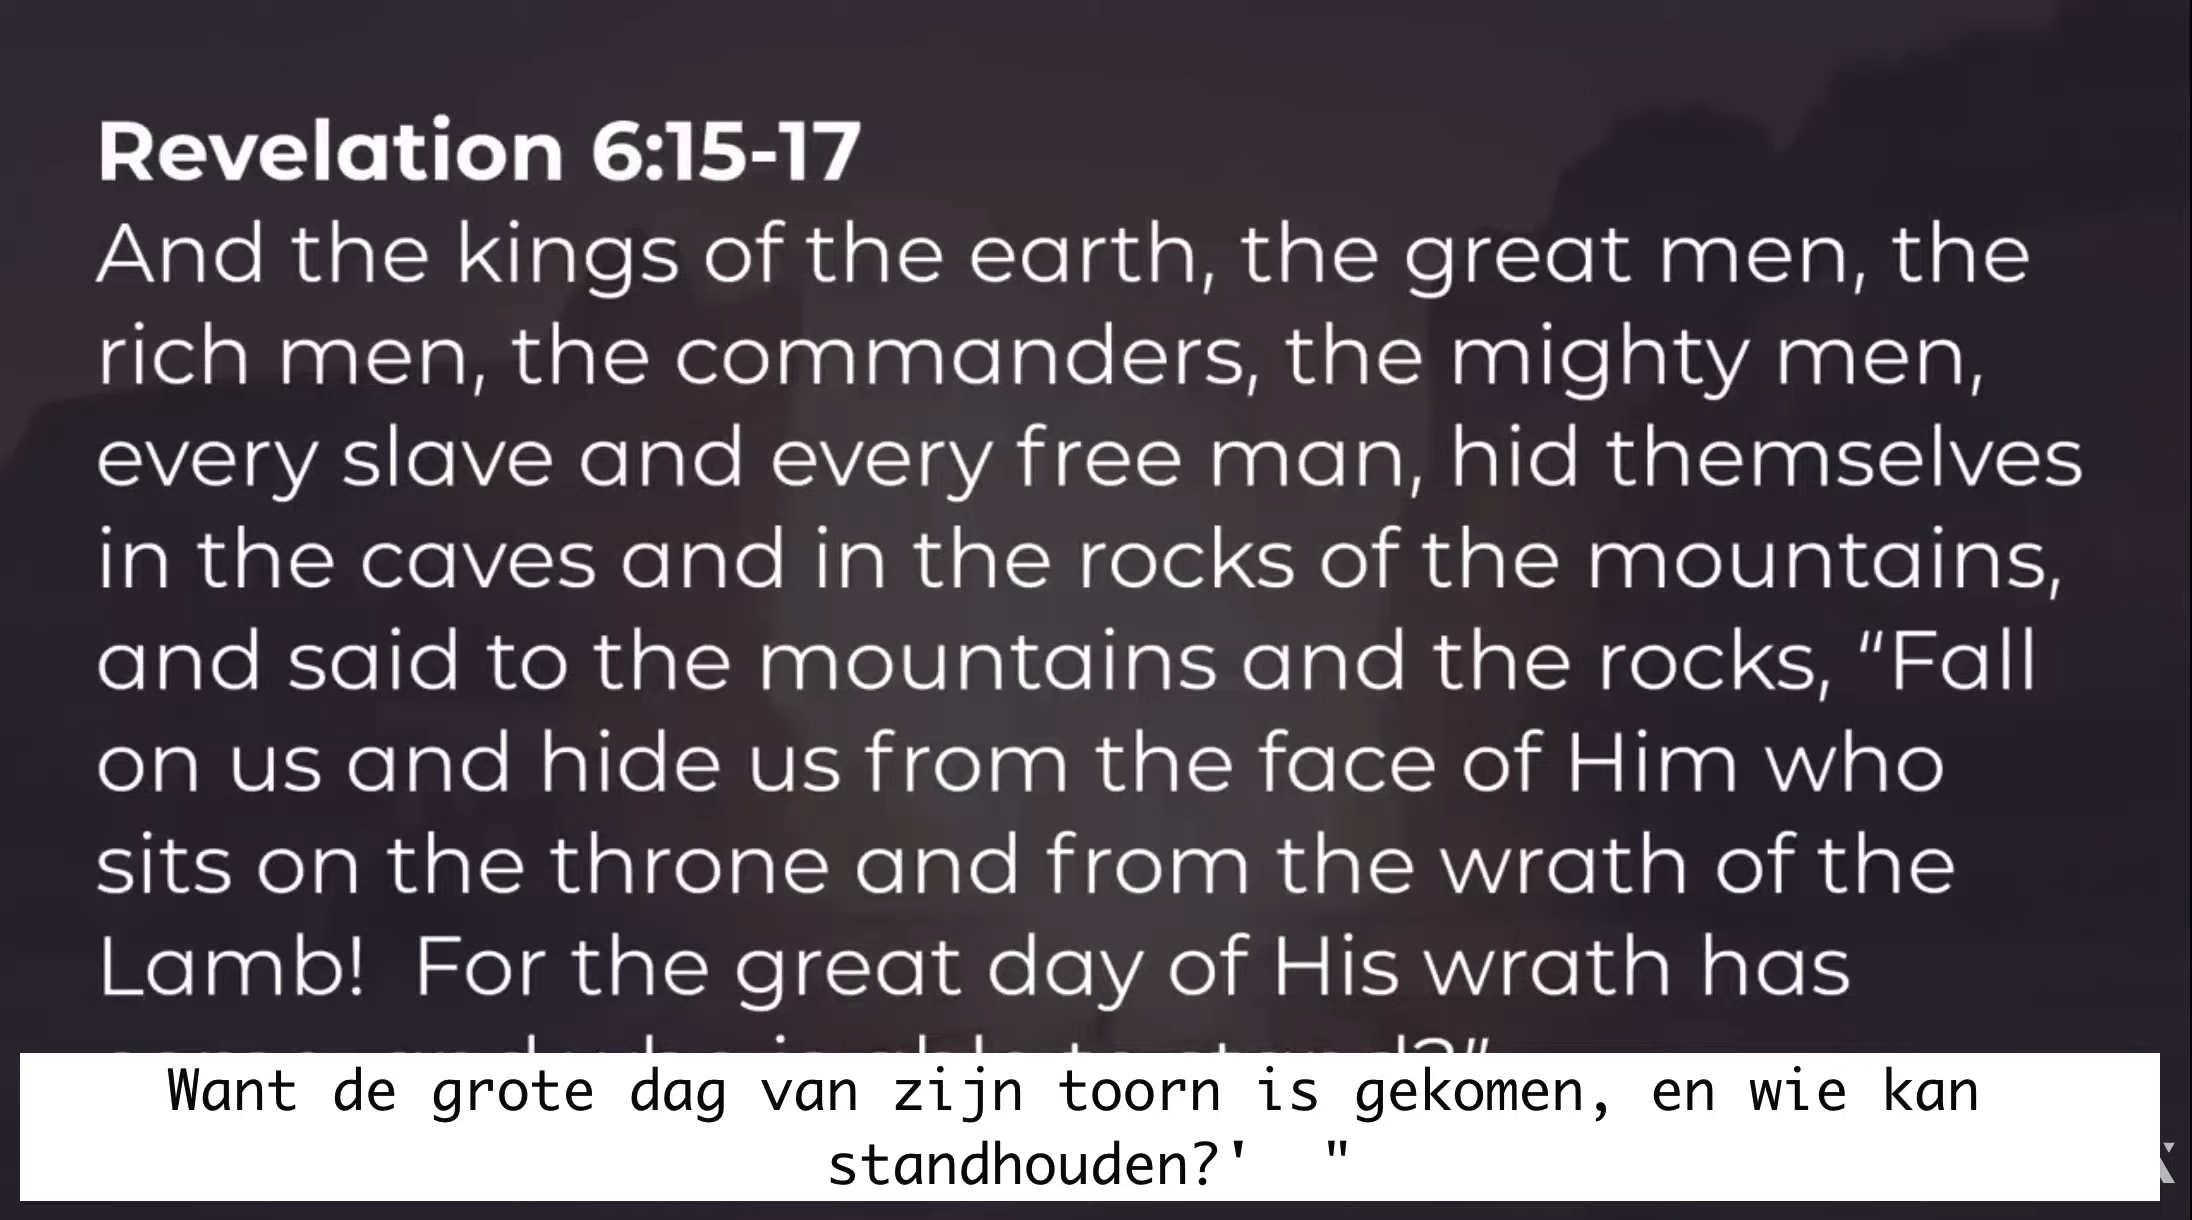 Revelation 6:15-17
And the kings of the earth, the great men, the
rich men, the commanders, the mighty men,
every slave and every free man, hid themselves
in the caves and in the rocks of the mountains,
and said to the mountains and the rocks, “Fall
on us and hide us from the face of Him who
sits on the throne and from the wrath of the
Lamb!  For the great day of His wrath has
Want de grote dag van zijn toorn is gekomen, en wie kan
standhouden?'  "